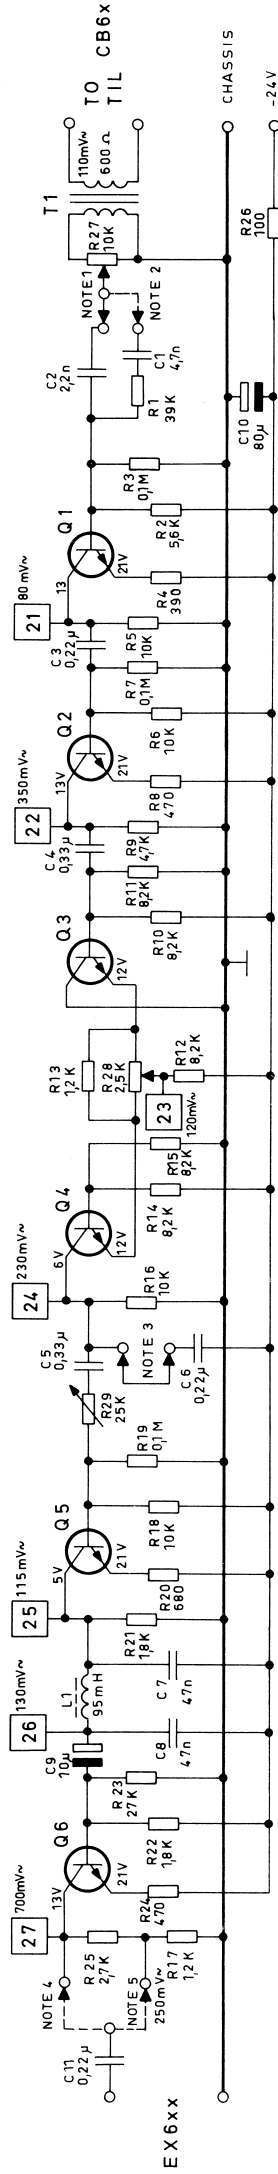 EX6xx
C11
0,22µ
NOTE 4
NOTE 5
250mV~
27
700mV~
R25
2,7K
R17
1,2K
13V
Q6
21V
R24
470
R22
1,8K
R23
27K
C9
10µ
26
130mV~
C8
47n
L1
95mH
C7
47n
25
115mV~
R21
1,8K
5V
Q5
21V
R20
680
R18
10K
R19
0,1M
R29
25K
C5
0,33µ
NOTE 3
C6
0,22µ
24
230mV~
R16
10K
6V
Q4
12V
R14
8,2K
R15
8,2K
R13
1,2K
R28
2,5K
23
120mV~
R12
8,2K
Q3
12V
R10
8,2K
R11
8,2K
C4
0,33µ
22
350mV~
R9
4,7K
13V
Q2
21V
R8
470
R6
10K
R7
0,1M
C3
0,22µ
21
80mV~
R5
10K
13
Q1
21V
R4
390
R2
5,6K
R3
0,1M
C10
80µ
C2
2,2n
R1
39K
C1
4,7n
NOTE 1
NOTE 2
R27
10K
T1
110mV~
600Ω
TO
TIL
CB6x
R26
100
CHASSIS
-24V